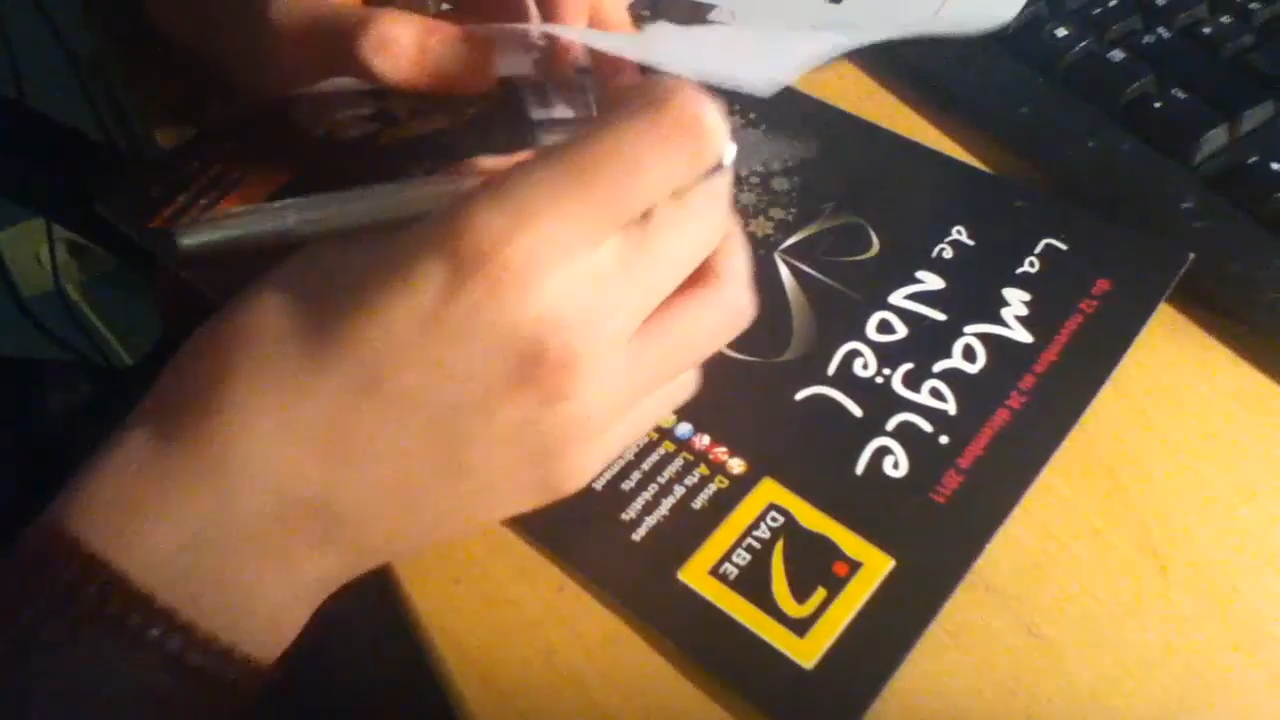 du 12 novembre au 24 décembre 2011
La Magie
de Noël
Dessin
Arts graphiques
Loisirs créatifs
Beaux-arts
Encadrement
DALBE